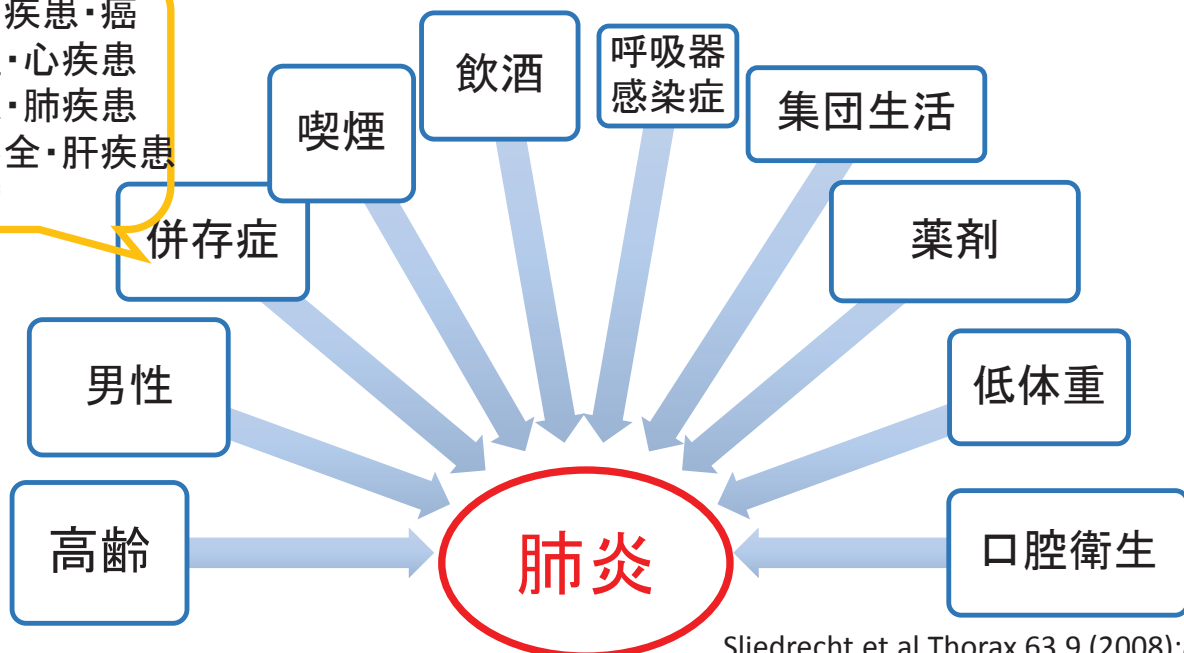 疾患・癌
・心疾患
・肺疾患
全・肝疾患
併存症
喫煙
飲酒
呼吸器
感染症
集団生活
薬剤
低体重
口腔衛生
男性
高齢
肺炎
Sliedrecht et al Thorax 63.9 (2008):